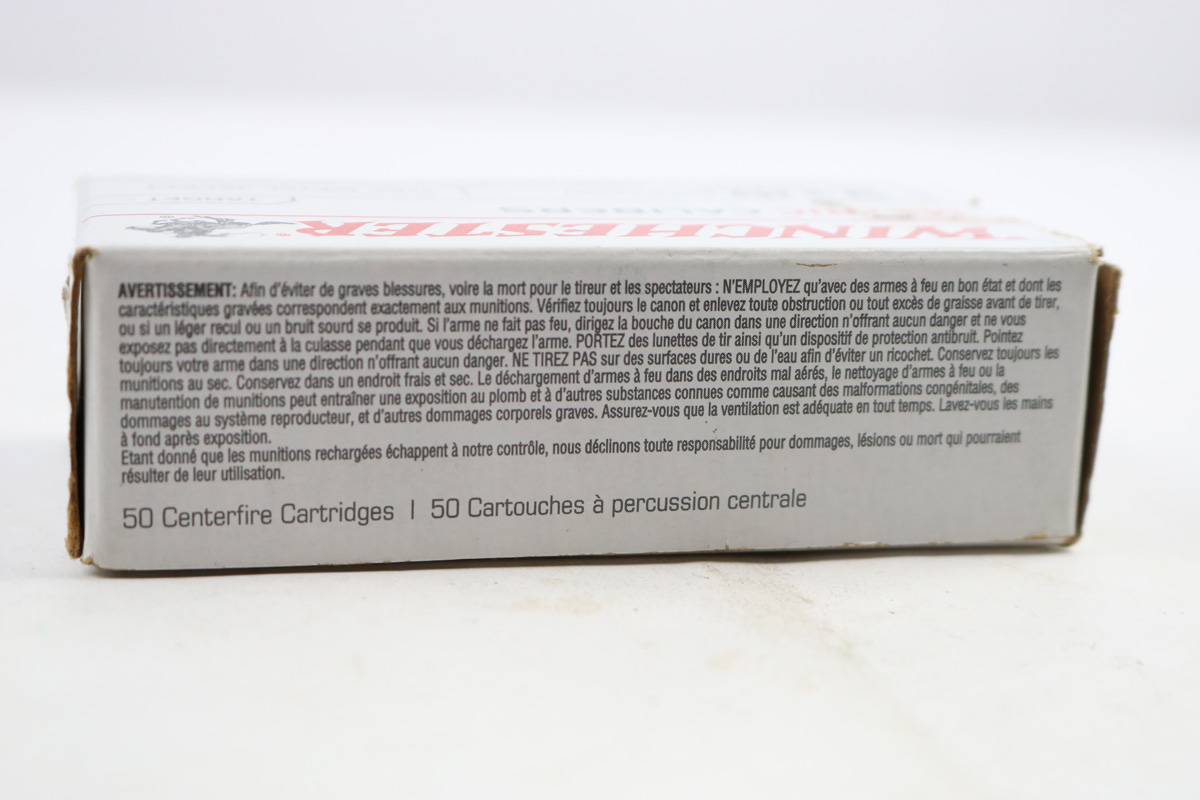 TARGET
CALIBERS
WINCHESTER®
AVERTISSEMENT: Afin d'éviter de graves blessures, voire la mort pour le tireur et les spectateurs : N'EMPLOYEZ qu'avec des armes à feu en bon état et dont les
caractéristiques gravées correspondent exactement aux munitions. Vérifiez toujours le canon et enlevez toute obstruction ou tout excès de graisse avant de tirer,
ou si un léger recul ou un bruit sourd se produit. Si l'arme ne fait pas feu, dirigez la bouche du canon dans une direction n'offrant aucun danger et ne vous
exposez pas directement à la culasse pendant que vous déchargez l'arme. PORTEZ des lunettes de tir ainsi qu'un dispositif de protection antibruit. Pointez
toujours votre arme dans une direction n'offrant aucun danger. NE TIREZ PAS sur des surfaces dures ou de l'eau afin d'éviter un ricochet. Conservez toujours les
munitions au sec. Conservez dans un endroit frais et sec. Le déchargement d'armes à feu dans des endroits mal aérés, le nettoyage d'armes à feu ou la
manutention de munitions peut entraîner une exposition au plomb et à d'autres substances connues comme causant des malformations congénitales, des
dommages au système reproducteur, et d'autres dommages corporels graves. Assurez-vous que la ventilation est adéquate en tout temps. Lavez-vous les mains
à fond après exposition.
Etant donné que les munitions rechargées échappent à notre contrôle, nous déclinons toute responsabilité pour dommages, lésions ou mort qui pourraient
résulter de leur utilisation.
50 Centerfire Cartridges | 50 Cartouches à percussion centrale